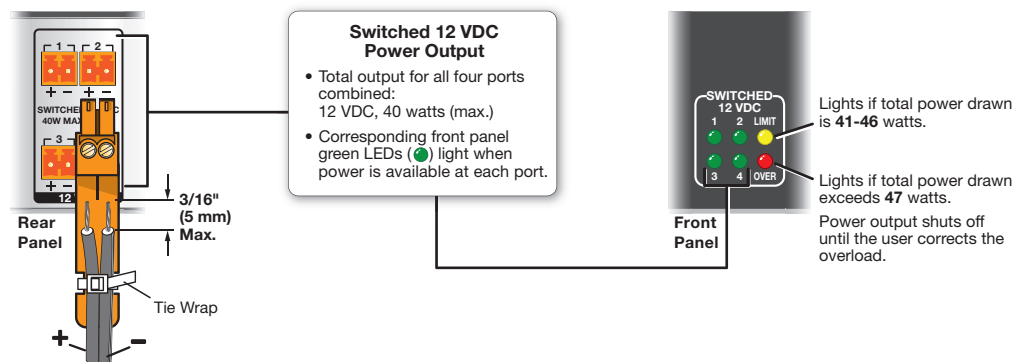 1 2
+ – + –
SWITCHE C
40W MAX
3
+ –
12
Rear
Panel
3/16"
(5 mm)
Max.
Tie Wrap
+ –
Switched 12 VDC
Power Output
• Total output for all four ports
combined:
12 VDC, 40 watts (max.)
• Corresponding front panel
green LEDs ( ) light when
power is available at each port.
SWITCHED
12 VDC
1 2 LIMIT
3 4 OVER
Front
Panel
Lights if total power drawn
is 41-46 watts.
Lights if total power drawn
exceeds 47 watts.
Power output shuts off
until the user corrects the
overload.